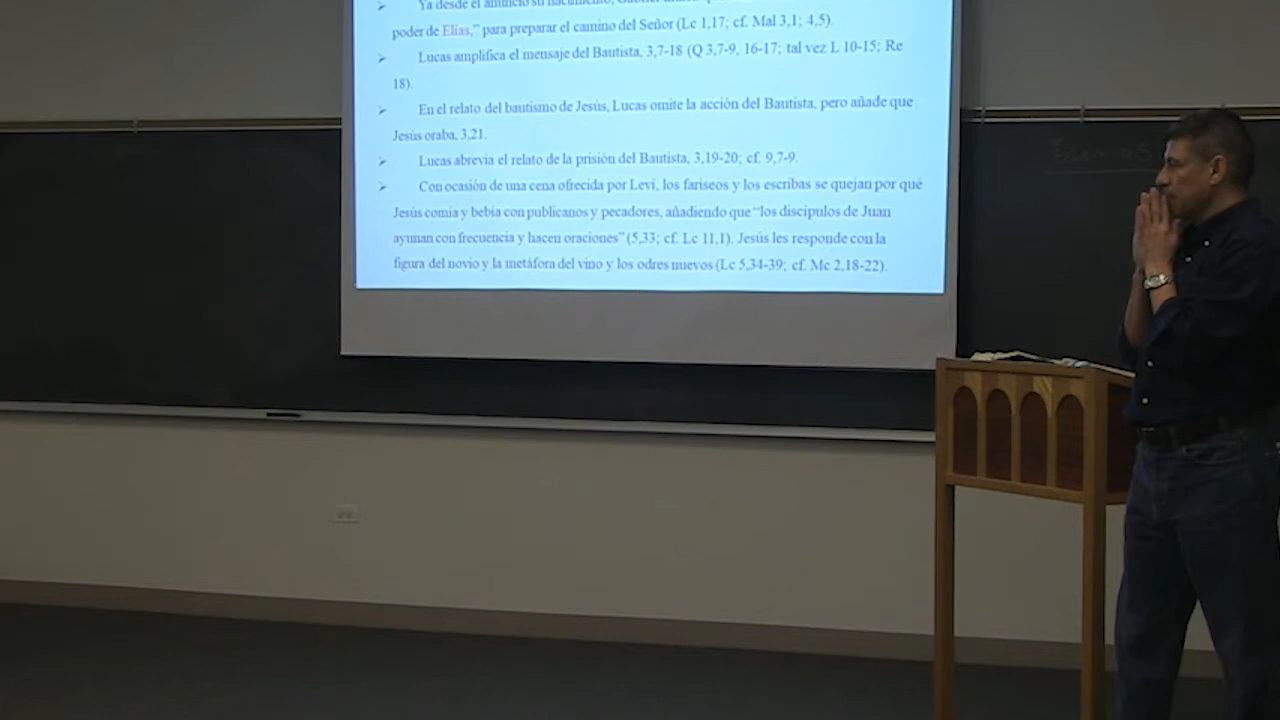 Ya desde el anuncio su nacimiento, Gabriel
poder de Elías,” para preparar el camino del Señor (Lc 1,17; cf. Mal 3,1; 4,5).
Lucas amplifica el mensaje del Bautista, 3,7-18 (Q 3,7-9, 16-17; tal vez L 10-15; Re
18).
En el relato del bautismo de Jesús, Lucas omite la acción del Bautista, pero añade que
Jesús oraba, 3,21.
Lucas abrevia el relato de la prisión del Bautista, 3,19-20; cf. 9,7-9.
Con ocasión de una cena ofrecida por Leví, los fariseos y los escribas se quejan por qué
Jesús comía y bebía con publicanos y pecadores, añadiendo que “los discípulos de Juan
ayunan con frecuencia y hacen oraciones” (5,33; cf. Lc 11,1). Jesús les responde con la
figura del novio y la metáfora del vino y los odres nuevos (Lc 5,34-39; cf. Mc 2,18-22).